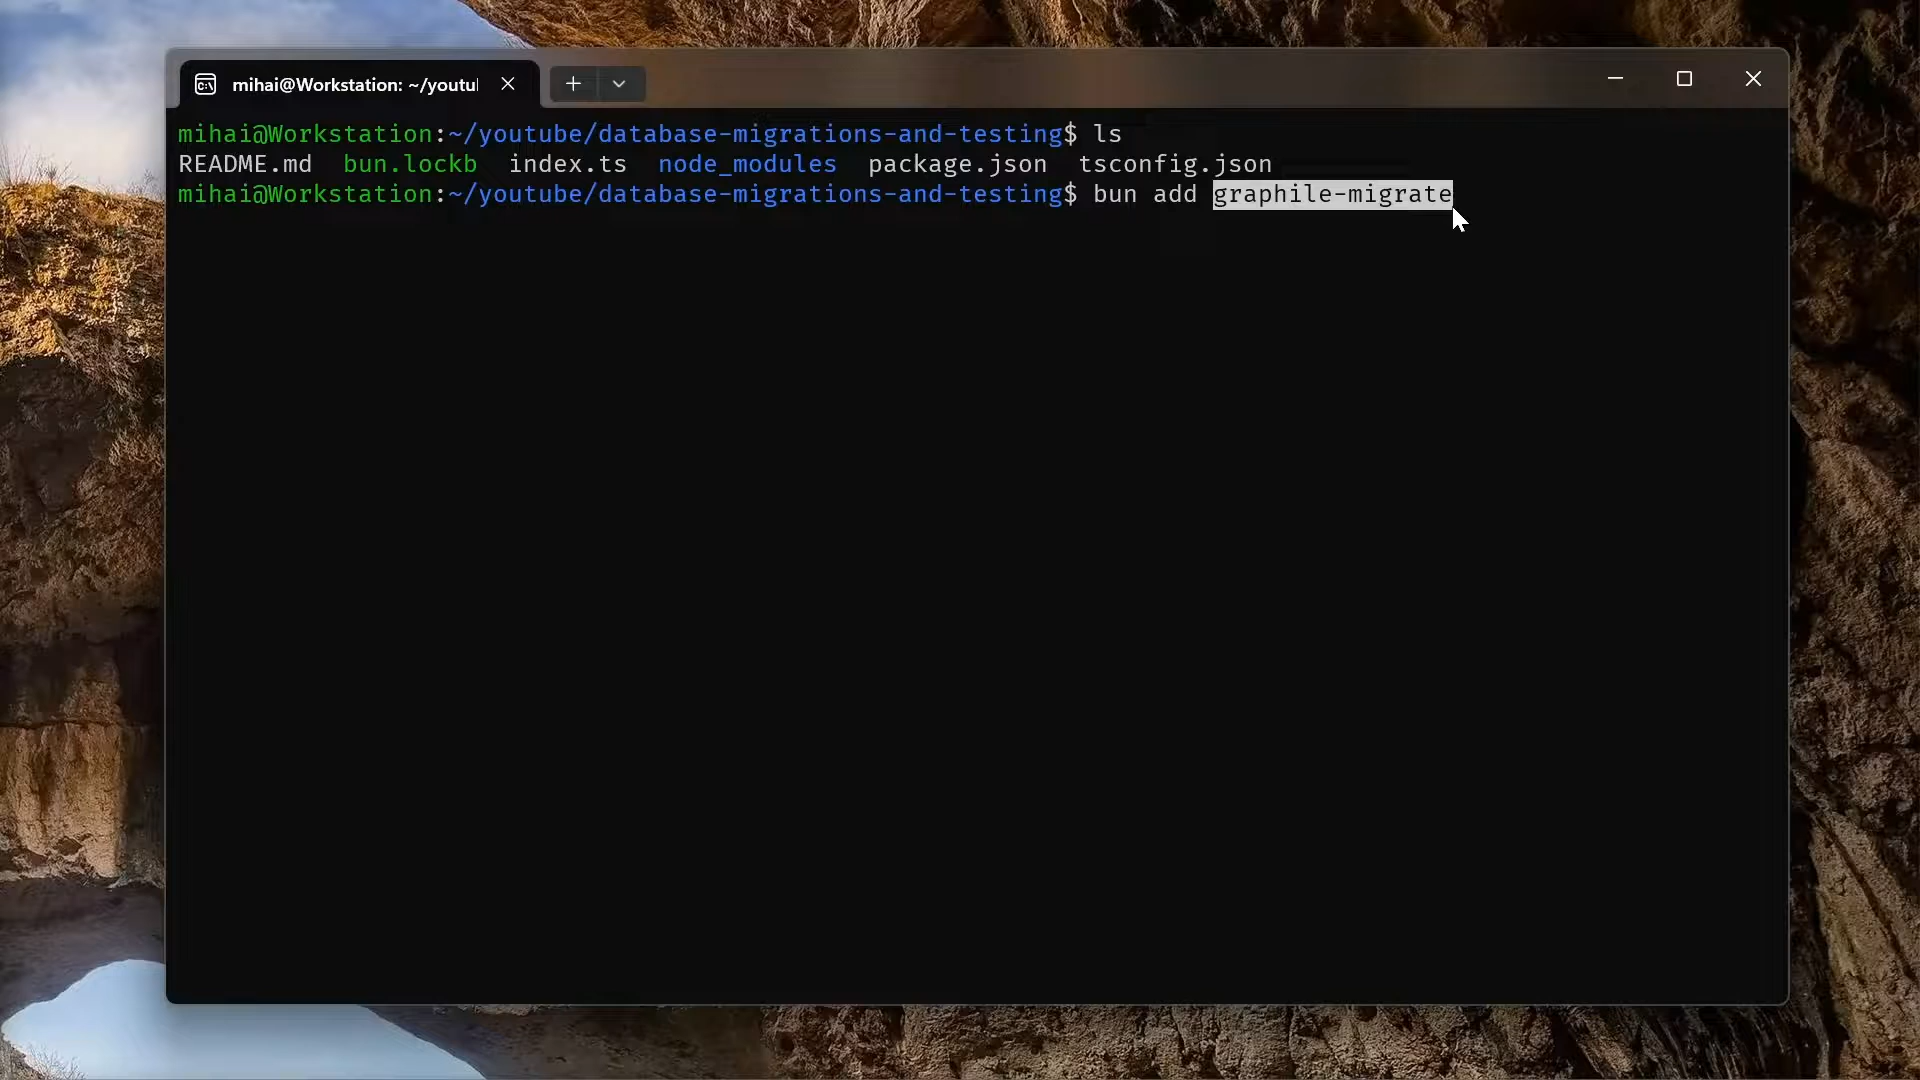 mihai@Workstation: ~/youtu
mihai@Workstation:~/youtube/database-migrations-and-testing$ ls
README.md bun.lockb index.ts node_modules package.json tsconfig.json
mihai@Workstation:~/youtube/database-migrations-and-testing$ bun add graphile-migrate